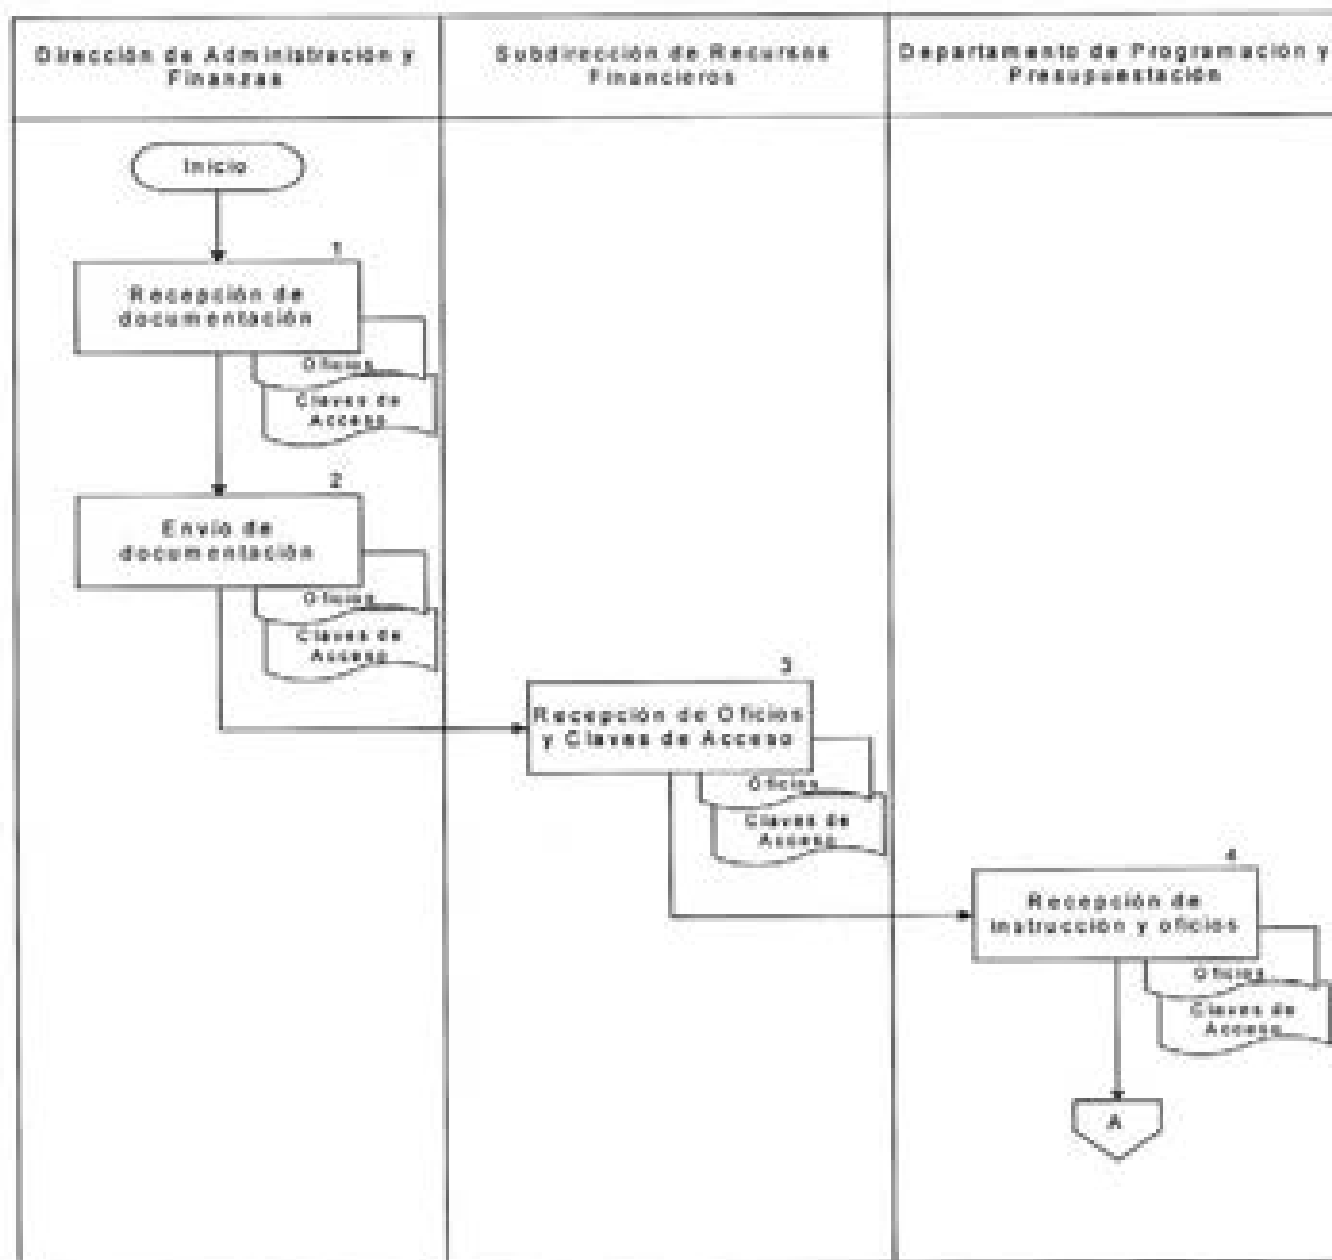 Dirección de Administración y
Finanzas
Subdirección de Recursos
Financieros
Departamento de Programación y
Presupuestación
Inicio
1
Recepción de
documentación
Oficios
Claves de
Acceso
2
Envío de
documentación
Oficios
Claves de
Acceso
3
Recepción de Oficios
y Claves de Acceso
Oficios
Claves de
Acceso
4
Recepción de
instrucción y oficios
Oficios
Claves de
Acceso
A